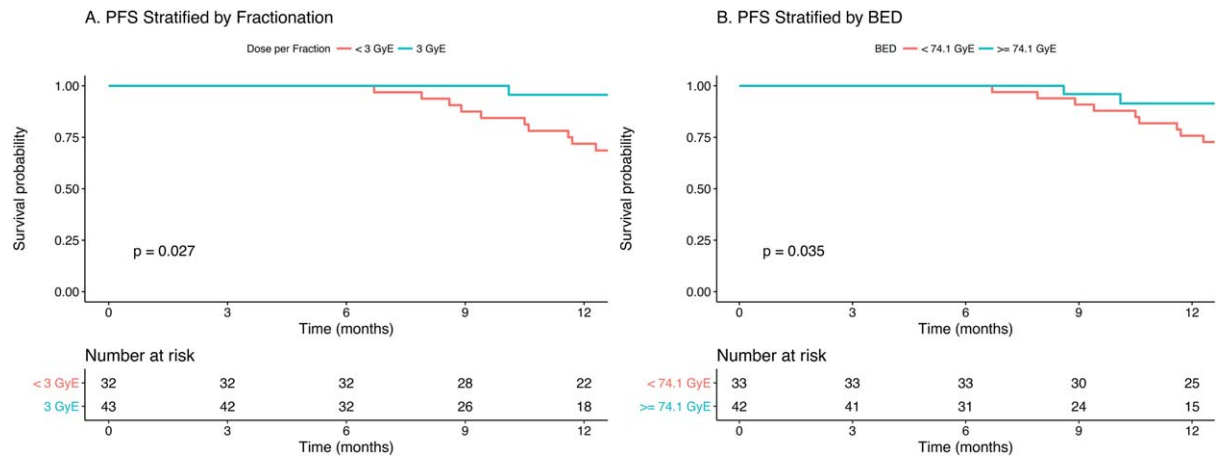 A. PFS Stratified by Fractionation
Dose per Fraction < 3 GyE 3 GyE
Survival probability
1.00
0.75
0.50
0.25
0.00
p = 0.027
0 3 6 9 12
Time (months)
Number at risk
< 3 GyE 32 32 32 28 22
3 GyE 43 42 32 26 18
0 3 6 9 12
Time (months)
B. PFS Stratified by BED
BED < 74.1 GyE >= 74.1 GyE
Survival probability
1.00
0.75
0.50
0.25
0.00
p = 0.035
0 3 6 9 12
Time (months)
Number at risk
< 74.1 GyE 33 33 33 30 25
>= 74.1 GyE 42 41 31 24 15
0 3 6 9 12
Time (months)